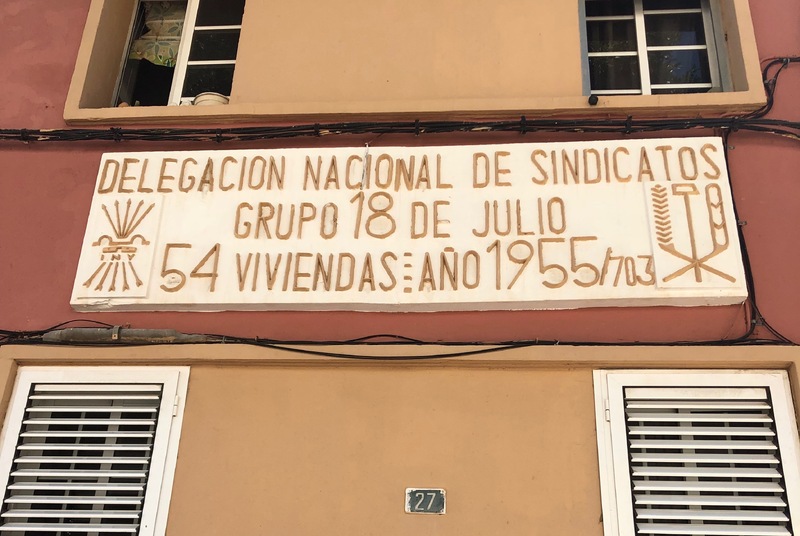 DELEGACION NACIONAL DE SINDICATOS
GRUPO 18 DE JULIO
54 VIVIENDAS AÑO 1955/703
27